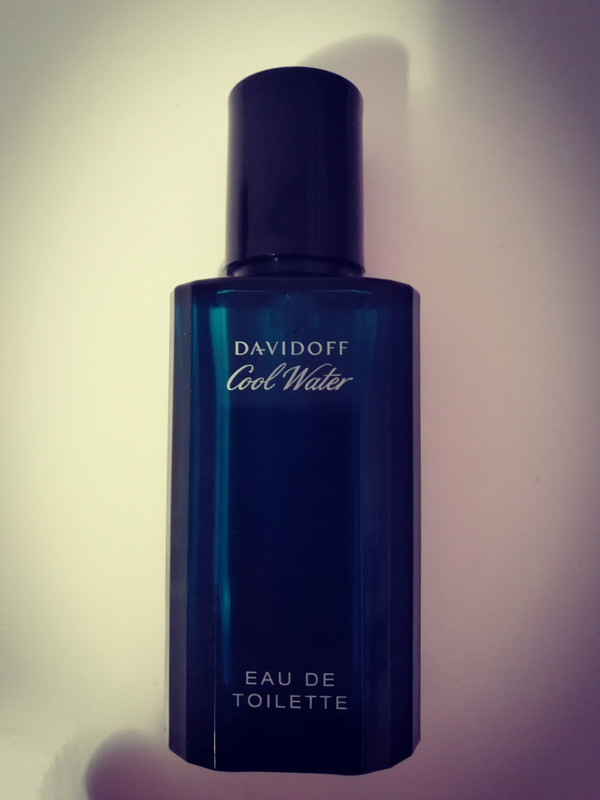 DAVIDOFF
Cool Water
EAU DE
TOILETTE